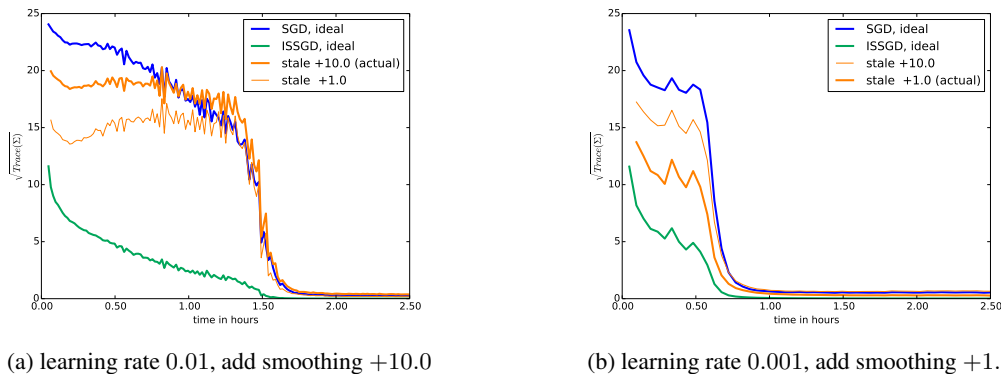 25
20
15
10
5
0
√Trace(Σ)
0.00 0.50 1.00 1.50 2.00 2.50
time in hours
SGD, ideal
ISSGD, ideal
stale +10.0 (actual)
stale +1.0
25
20
15
10
5
0
√Trace(Σ)
0.00 0.50 1.00 1.50 2.00 2.50
time in hours
SGD, ideal
ISSGD, ideal
stale +10.0
stale +1.0 (actual)
(a) learning rate 0.01, add smoothing +10.0
(b) learning rate 0.001, add smoothing +1.